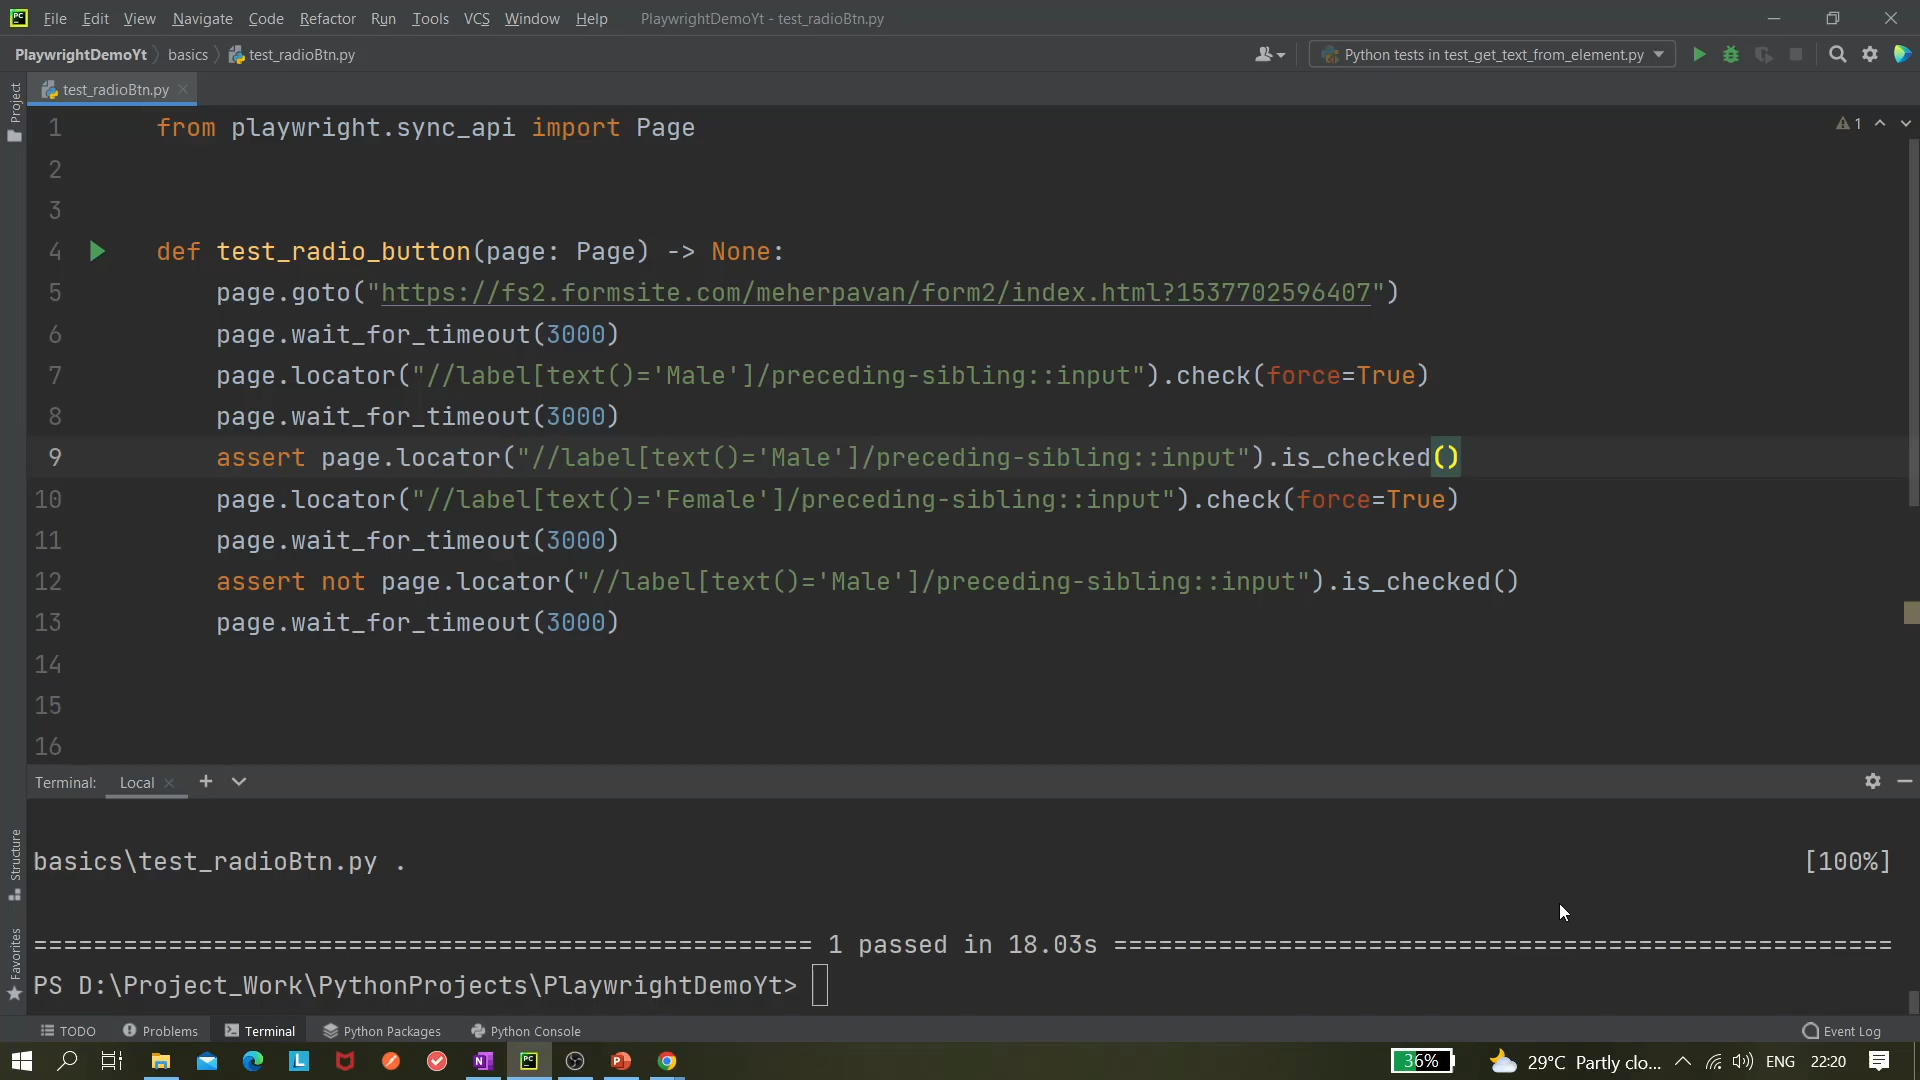 File Edit View Navigate Code Refactor Run Tools VCS Window Help PlaywrightDemoYt - test_radioBtn.py
PlaywrightDemoYt basics test_radioBtn.py Python tests in test_get_text_from_element.py
Project
test_radioBtn.py
1 from playwright.sync_api import Page
1
2
3
4 def test_radio_button(page: Page) -> None:
5 page.goto("https://fs2.formsite.com/meherpavan/form2/index.html?1537702596407")
6 page.wait_for_timeout(3000)
7 page.locator("//label[text()='Male']/preceding-sibling::input").check(force=True)
8 page.wait_for_timeout(3000)
9 assert page.locator("//label[text()='Male']/preceding-sibling::input").is_checked()
10 page.locator("//label[text()='Female']/preceding-sibling::input").check(force=True)
11 page.wait_for_timeout(3000)
12 assert not page.locator("//label[text()='Male']/preceding-sibling::input").is_checked()
13 page.wait_for_timeout(3000)
14
15
16
Terminal: Local
Structure
Favorites
basics\test_radioBtn.py . [100%]
==================================================== 1 passed in 18.03s ====================================================
PS D:\Project_Work\PythonProjects\PlaywrightDemoYt>
TODO Problems Terminal Python Packages Python Console Event Log
36% 29°C Partly clo... ENG 22:20